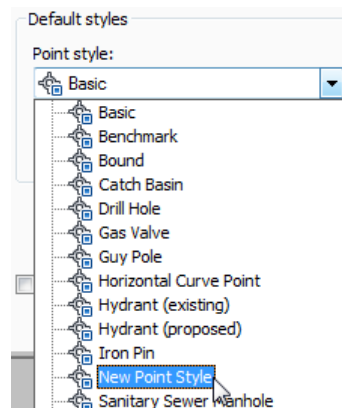 Default styles
Point style:
Basic
Basic
Benchmark
Bound
Catch Basin
Drill Hole
Gas Valve
Guy Pole
Horizontal Curve Point
Hydrant (existing)
Hydrant (proposed)
Iron Pin
New Point Style
Sanitary Sewer Manhole